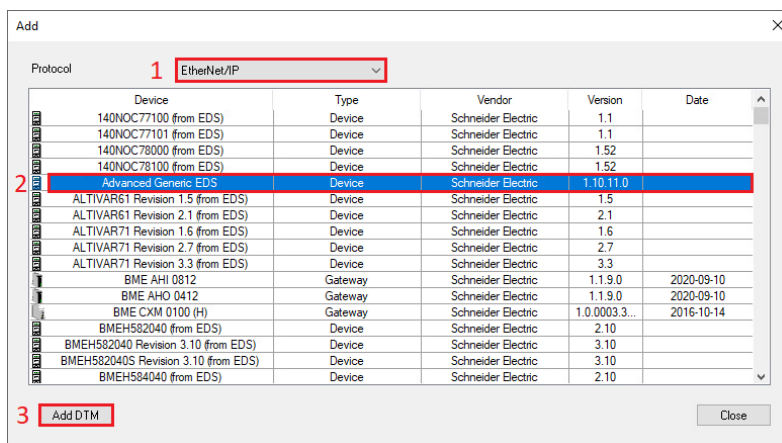 Add
Protocol 1 EtherNet/IP
Device Type Vendor Version Date
140NOC77100 (from EDS) Device Schneider Electric 1.1
140NOC77101 (from EDS) Device Schneider Electric 1.1
140NOC78000 (from EDS) Device Schneider Electric 1.52
140NOC78100 (from EDS) Device Schneider Electric 1.52
2 Advanced Generic EDS Device Schneider Electric 1.10.11.0
ALTIVAR61 Revision 1.5 (from EDS) Device Schneider Electric 1.5
ALTIVAR61 Revision 2.1 (from EDS) Device Schneider Electric 2.1
ALTIVAR71 Revision 1.6 (from EDS) Device Schneider Electric 1.6
ALTIVAR71 Revision 2.7 (from EDS) Device Schneider Electric 2.7
ALTIVAR71 Revision 3.3 (from EDS) Device Schneider Electric 3.3
BME AHI 0812 Gateway Schneider Electric 1.1.9.0 2020-09-10
BME AHO 0412 Gateway Schneider Electric 1.1.9.0 2020-09-10
BME CXM 0100 (H) Gateway Schneider Electric 1.0.0003.3... 2016-10-14
BMEH582040 (from EDS) Device Schneider Electric 2.10
BMEH582040 Revision 3.10 (from EDS) Device Schneider Electric 3.10
BMEH582040S Revision 3.10 (from EDS) Device Schneider Electric 3.10
BMEH584040 (from EDS) Device Schneider Electric 2.10
3 Add DTM Close